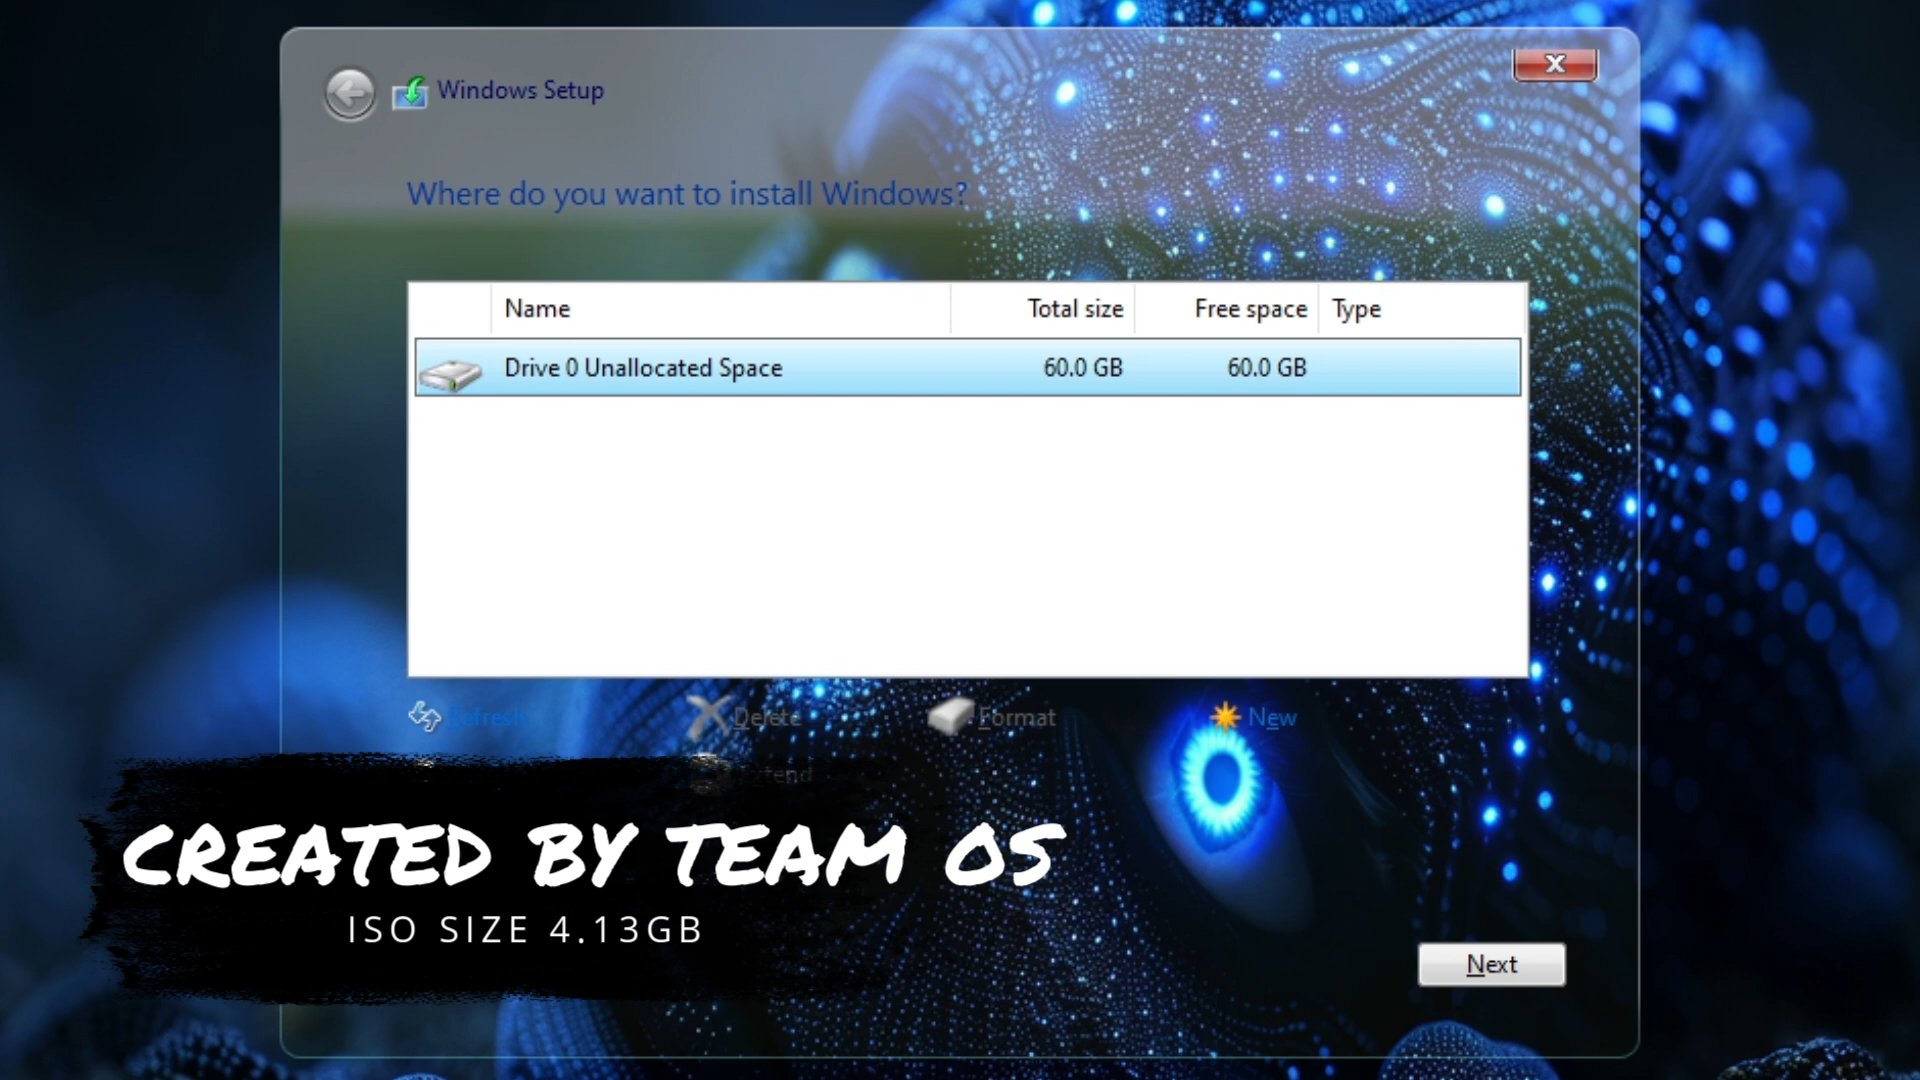 Windows Setup
Where do you want to install Windows?
Name Total size Free space Type
Drive 0 Unallocated Space 60.0 GB 60.0 GB
Refresh Delete Format New
CREATED BY TEAM OS
ISO SIZE 4.13GB
Next